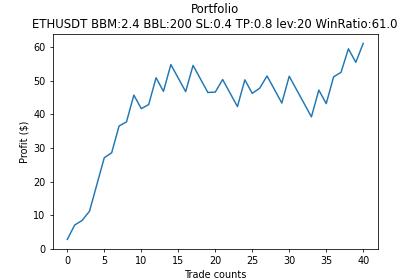 Portfolio
ETHUSDT BBM:2.4 BBL:200 SL:0.4 TP:0.8 lev:20 WinRatio:61.0
60
50
40
30
20
10
0
Profit ($)
0 5 10 15 20 25 30 35 40
Trade counts